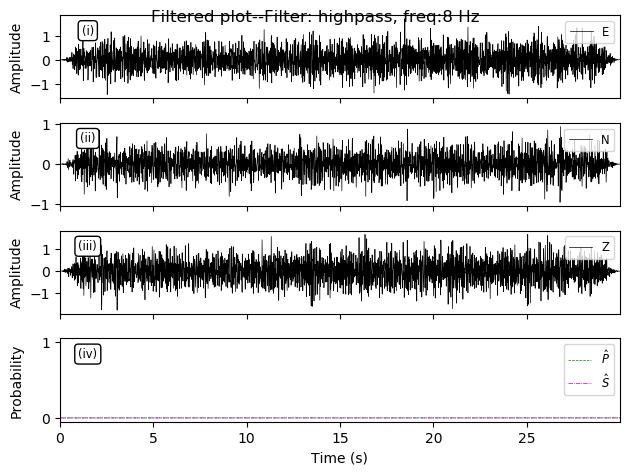 Filtered plot--Filter: highpass, freq:8 Hz
Amplitude
1
0
−1
(i)
E
Amplitude
1
0
−1
(ii)
N
Amplitude
1
0
−1
(iii)
Z
Probability
1
0
(iv)
P̂
Ŝ
0 5 10 15 20 25
Time (s)